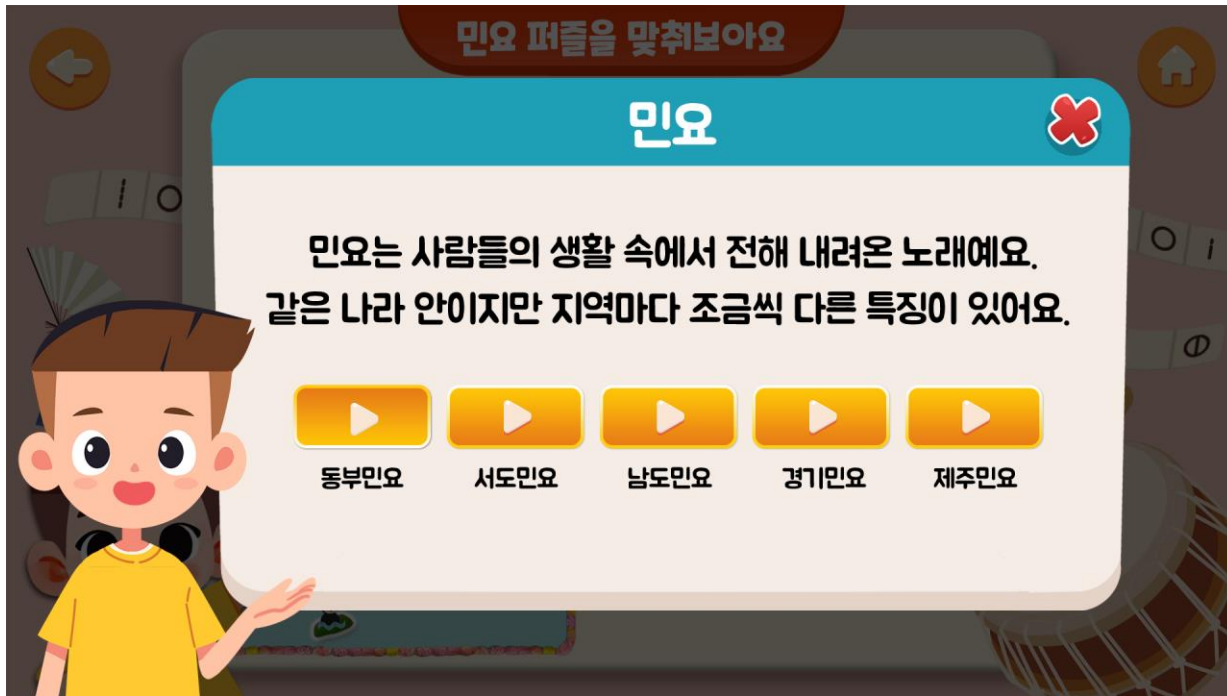 민요 퍼즐을 맞춰보아요
민요
민요는 사람들의 생활 속에서 전해 내려온 노래예요.
같은 나라 안이지만 지역마다 조금씩 다른 특징이 있어요.
동부민요
서도민요
남도민요
경기민요
제주민요